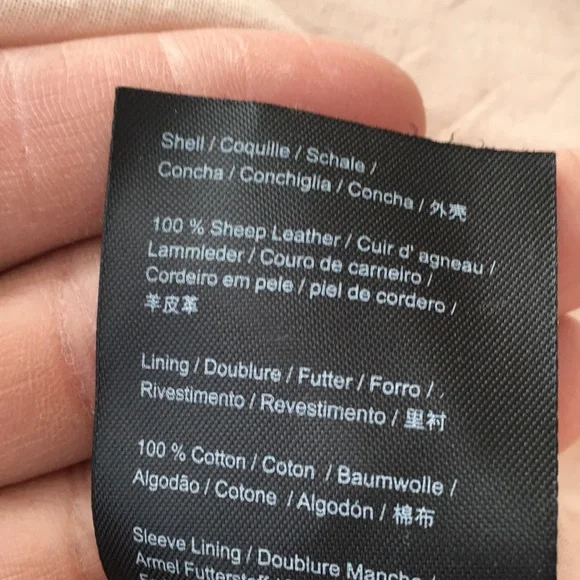 Shell / Coquille / Schale /
Concha / Conchiglia / Concha / 外壳
100 % Sheep Leather / Cuir d' agneau /
Lammleder / Couro de carneiro /
Cordeiro em pele / piel de cordero /
羊皮革
Lining / Doublure / Futter / Forro / .
Rivestimento / Revestimento / 里衬
100 % Cotton / Coton / Baumwolle /
Algodão / Cotone / Algodón / 棉布
Sleeve Lining / Doublure Manche
Armel Futterstoff